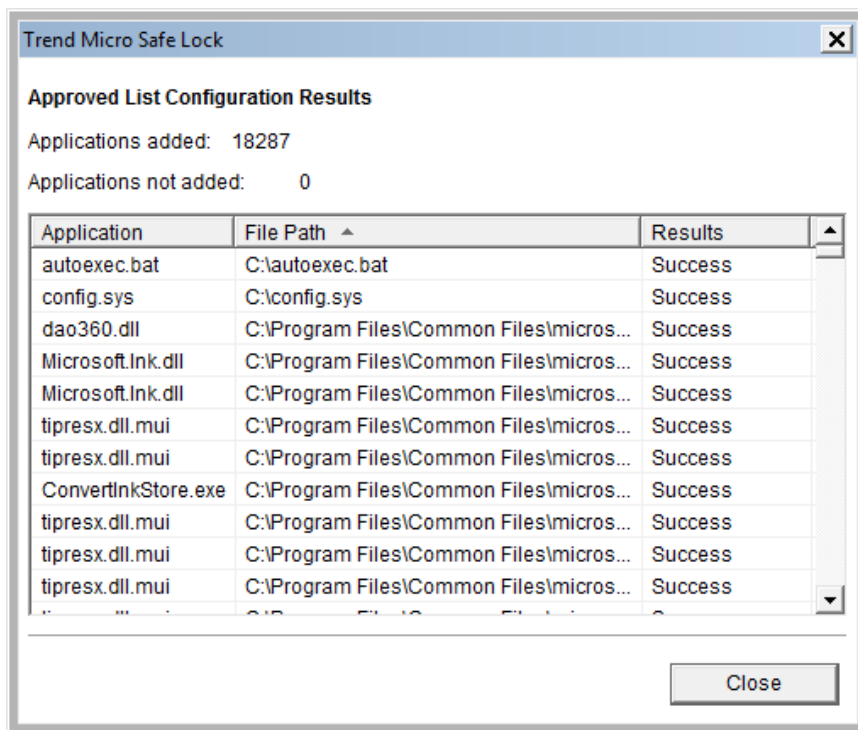 Trend Micro Safe Lock
Approved List Configuration Results
Applications added: 18287
Applications not added: 0
Application File Path Results
autoexec.bat C:\autoexec.bat Success
config.sys C:\config.sys Success
dao360.dll C:\Program Files\Common Files\micros... Success
Microsoft.Ink.dll C:\Program Files\Common Files\micros... Success
Microsoft.Ink.dll C:\Program Files\Common Files\micros... Success
tipresx.dll.mui C:\Program Files\Common Files\micros... Success
tipresx.dll.mui C:\Program Files\Common Files\micros... Success
ConvertInkStore.exe C:\Program Files\Common Files\micros... Success
tipresx.dll.mui C:\Program Files\Common Files\micros... Success
tipresx.dll.mui C:\Program Files\Common Files\micros... Success
tipresx.dll.mui C:\Program Files\Common Files\micros... Success
Close